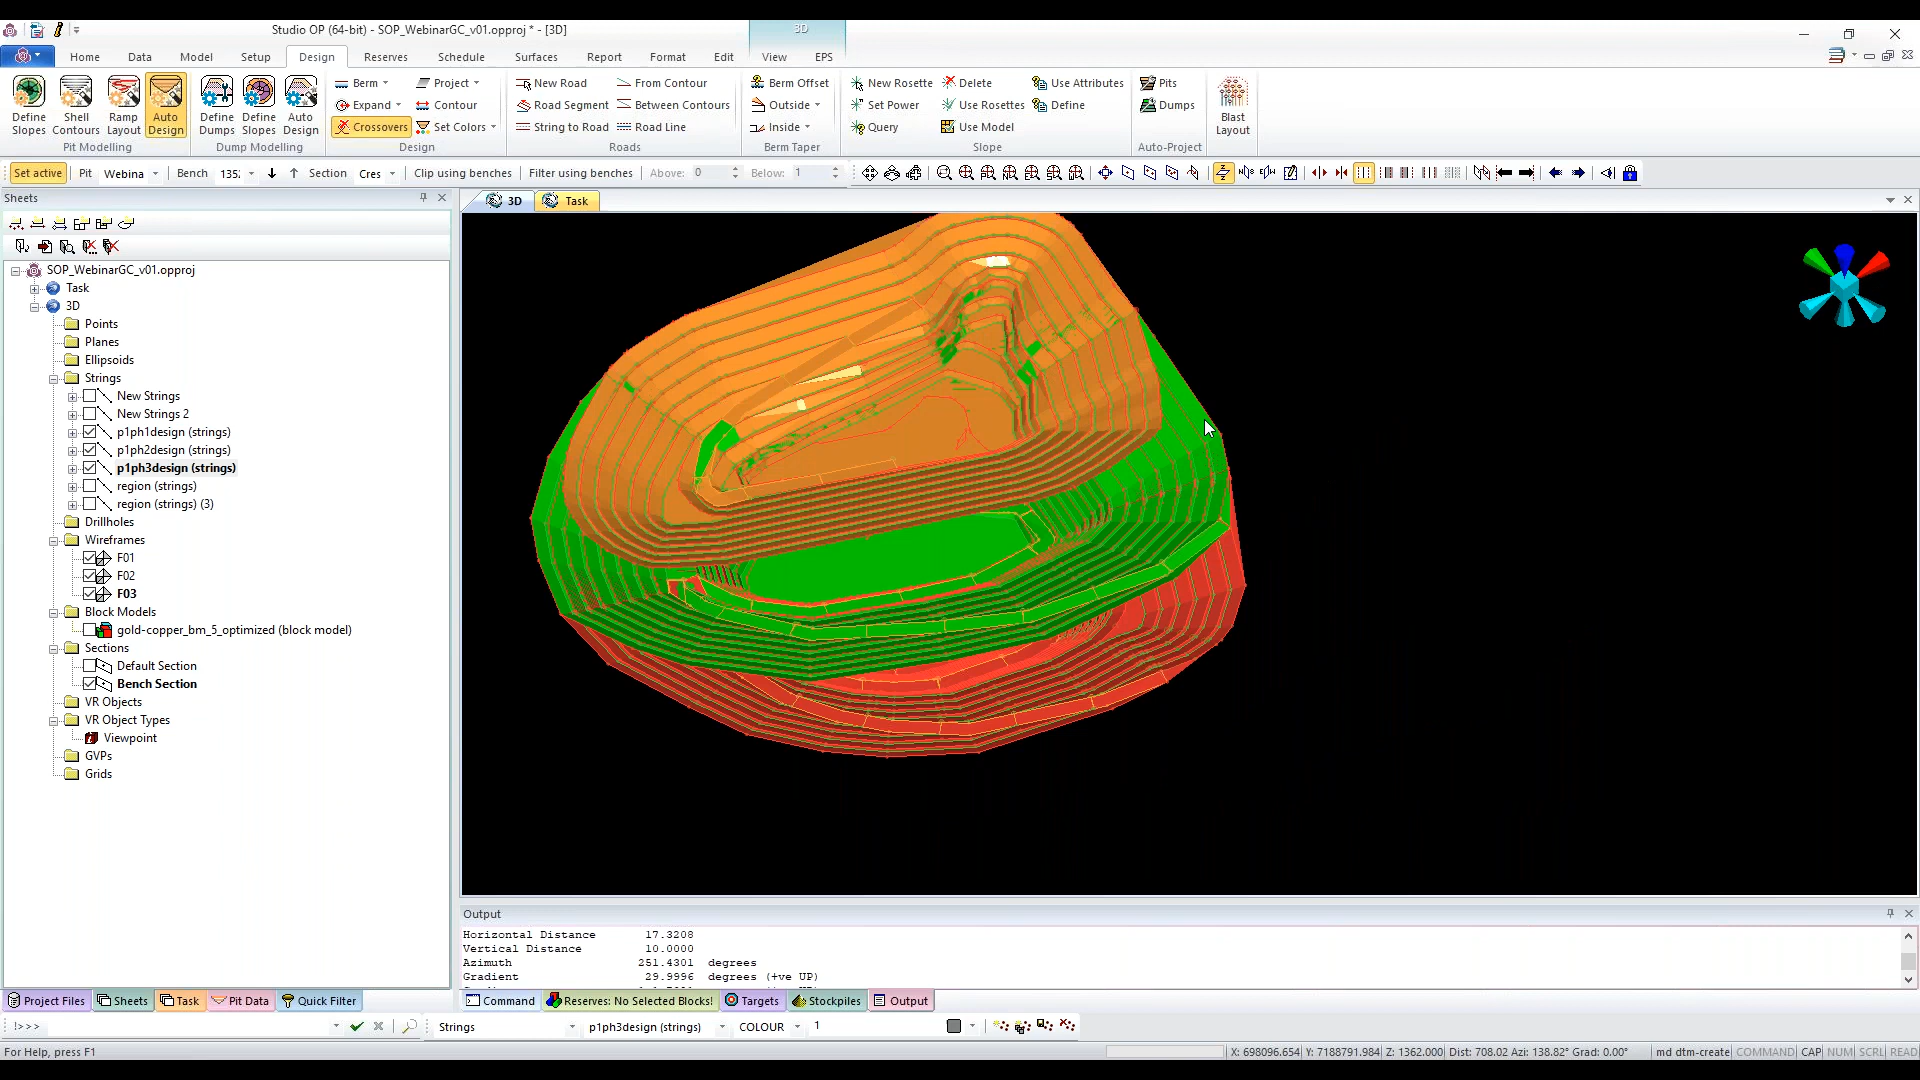 3D
Studio OP (64-bit) - SOP_WebinarGC_v01.opproj * - [3D]
Home Data Model Setup Design Reserves Schedule Surfaces Report Format Edit View EPS
Define Slopes
Shell Contours
Ramp Layout
Auto Design
Pit Modelling
Define Dumps
Define Slopes
Auto Design
Dump Modelling
Berm Project
Expand Contour
Crossovers Set Colors
Design
New Road From Contour
Road Segment Between Contours
String to Road Road Line
Roads
Berm Offset
Outside
Inside
Berm Taper
New Rosette Delete Use Attributes
Set Power Use Rosettes Define
Query Use Model
Slope
Pits
Dumps
Auto-Project
Blast Layout
Set active Pit Webina Bench 135: Section Cres Clip using benches Filter using benches Above: 0 Below: 1
Sheets
3D Task
SOP_WebinarGC_v01.opproj
Task
3D
Points
Planes
Ellipsoids
Strings
New Strings
New Strings 2
p1ph1design (strings)
p1ph2design (strings)
p1ph3design (strings)
region (strings)
region (strings) (3)
Drillholes
Wireframes
F01
F02
F03
Block Models
gold-copper_bm_5_optimized (block model)
Sections
Default Section
Bench Section
VR Objects
VR Object Types
Viewpoint
GVPs
Grids
Output
Horizontal Distance 17.3208
Vertical Distance 10.0000
Azimuth 251.4301 degrees
Gradient 29.9996 degrees (+ve UP)
Project Files Sheets Task Pit Data Quick Filter
Command Reserves: No Selected Blocks! Targets Stockpiles Output
!>>> Strings p1ph3design (strings) COLOUR 1
For Help, press F1
X: 698096.654 Y: 7188791.984 Z: 1362.000 Dist: 708.02 Azi: 138.82° Grad: 0.00° md dtm-create COMMAND CAP NUM SCRL READ